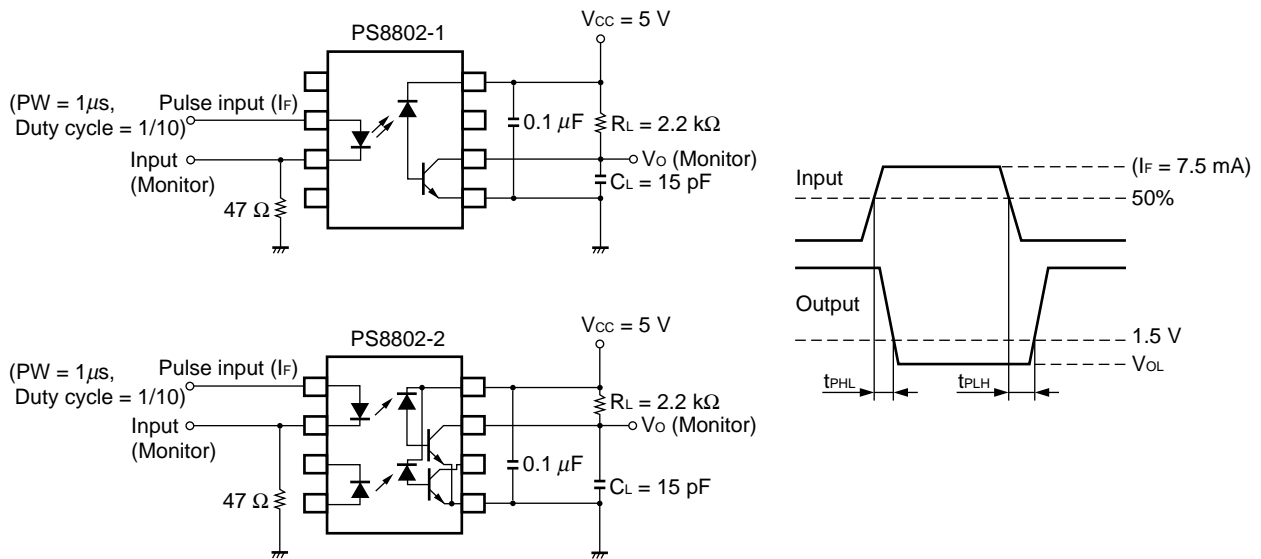 PS8802-1
VCC = 5 V
(PW = 1μs,
Duty cycle = 1/10)
Pulse input (IF)
Input
(Monitor)
47 Ω
0.1 μF
RL = 2.2 kΩ
VO (Monitor)
CL = 15 pF
PS8802-2
VCC = 5 V
(PW = 1μs,
Duty cycle = 1/10)
Pulse input (IF)
Input
(Monitor)
47 Ω
0.1 μF
RL = 2.2 kΩ
VO (Monitor)
CL = 15 pF
Input
(IF = 7.5 mA)
50%
Output
1.5 V
VOL
tPHL
tPLH